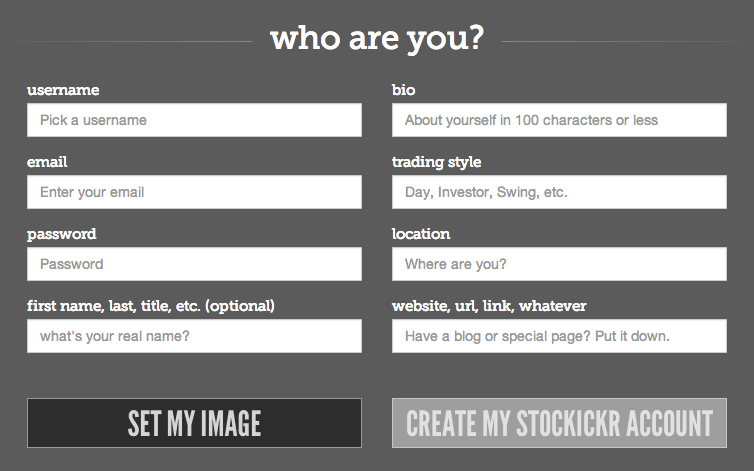 who are you?
username
Pick a username
email
Enter your email
password
Password
first name, last, title, etc. (optional)
what's your real name?
bio
About yourself in 100 characters or less
trading style
Day, Investor, Swing, etc.
location
Where are you?
website, url, link, whatever
Have a blog or special page? Put it down.
SET MY IMAGE
CREATE MY STOCKICKR ACCOUNT